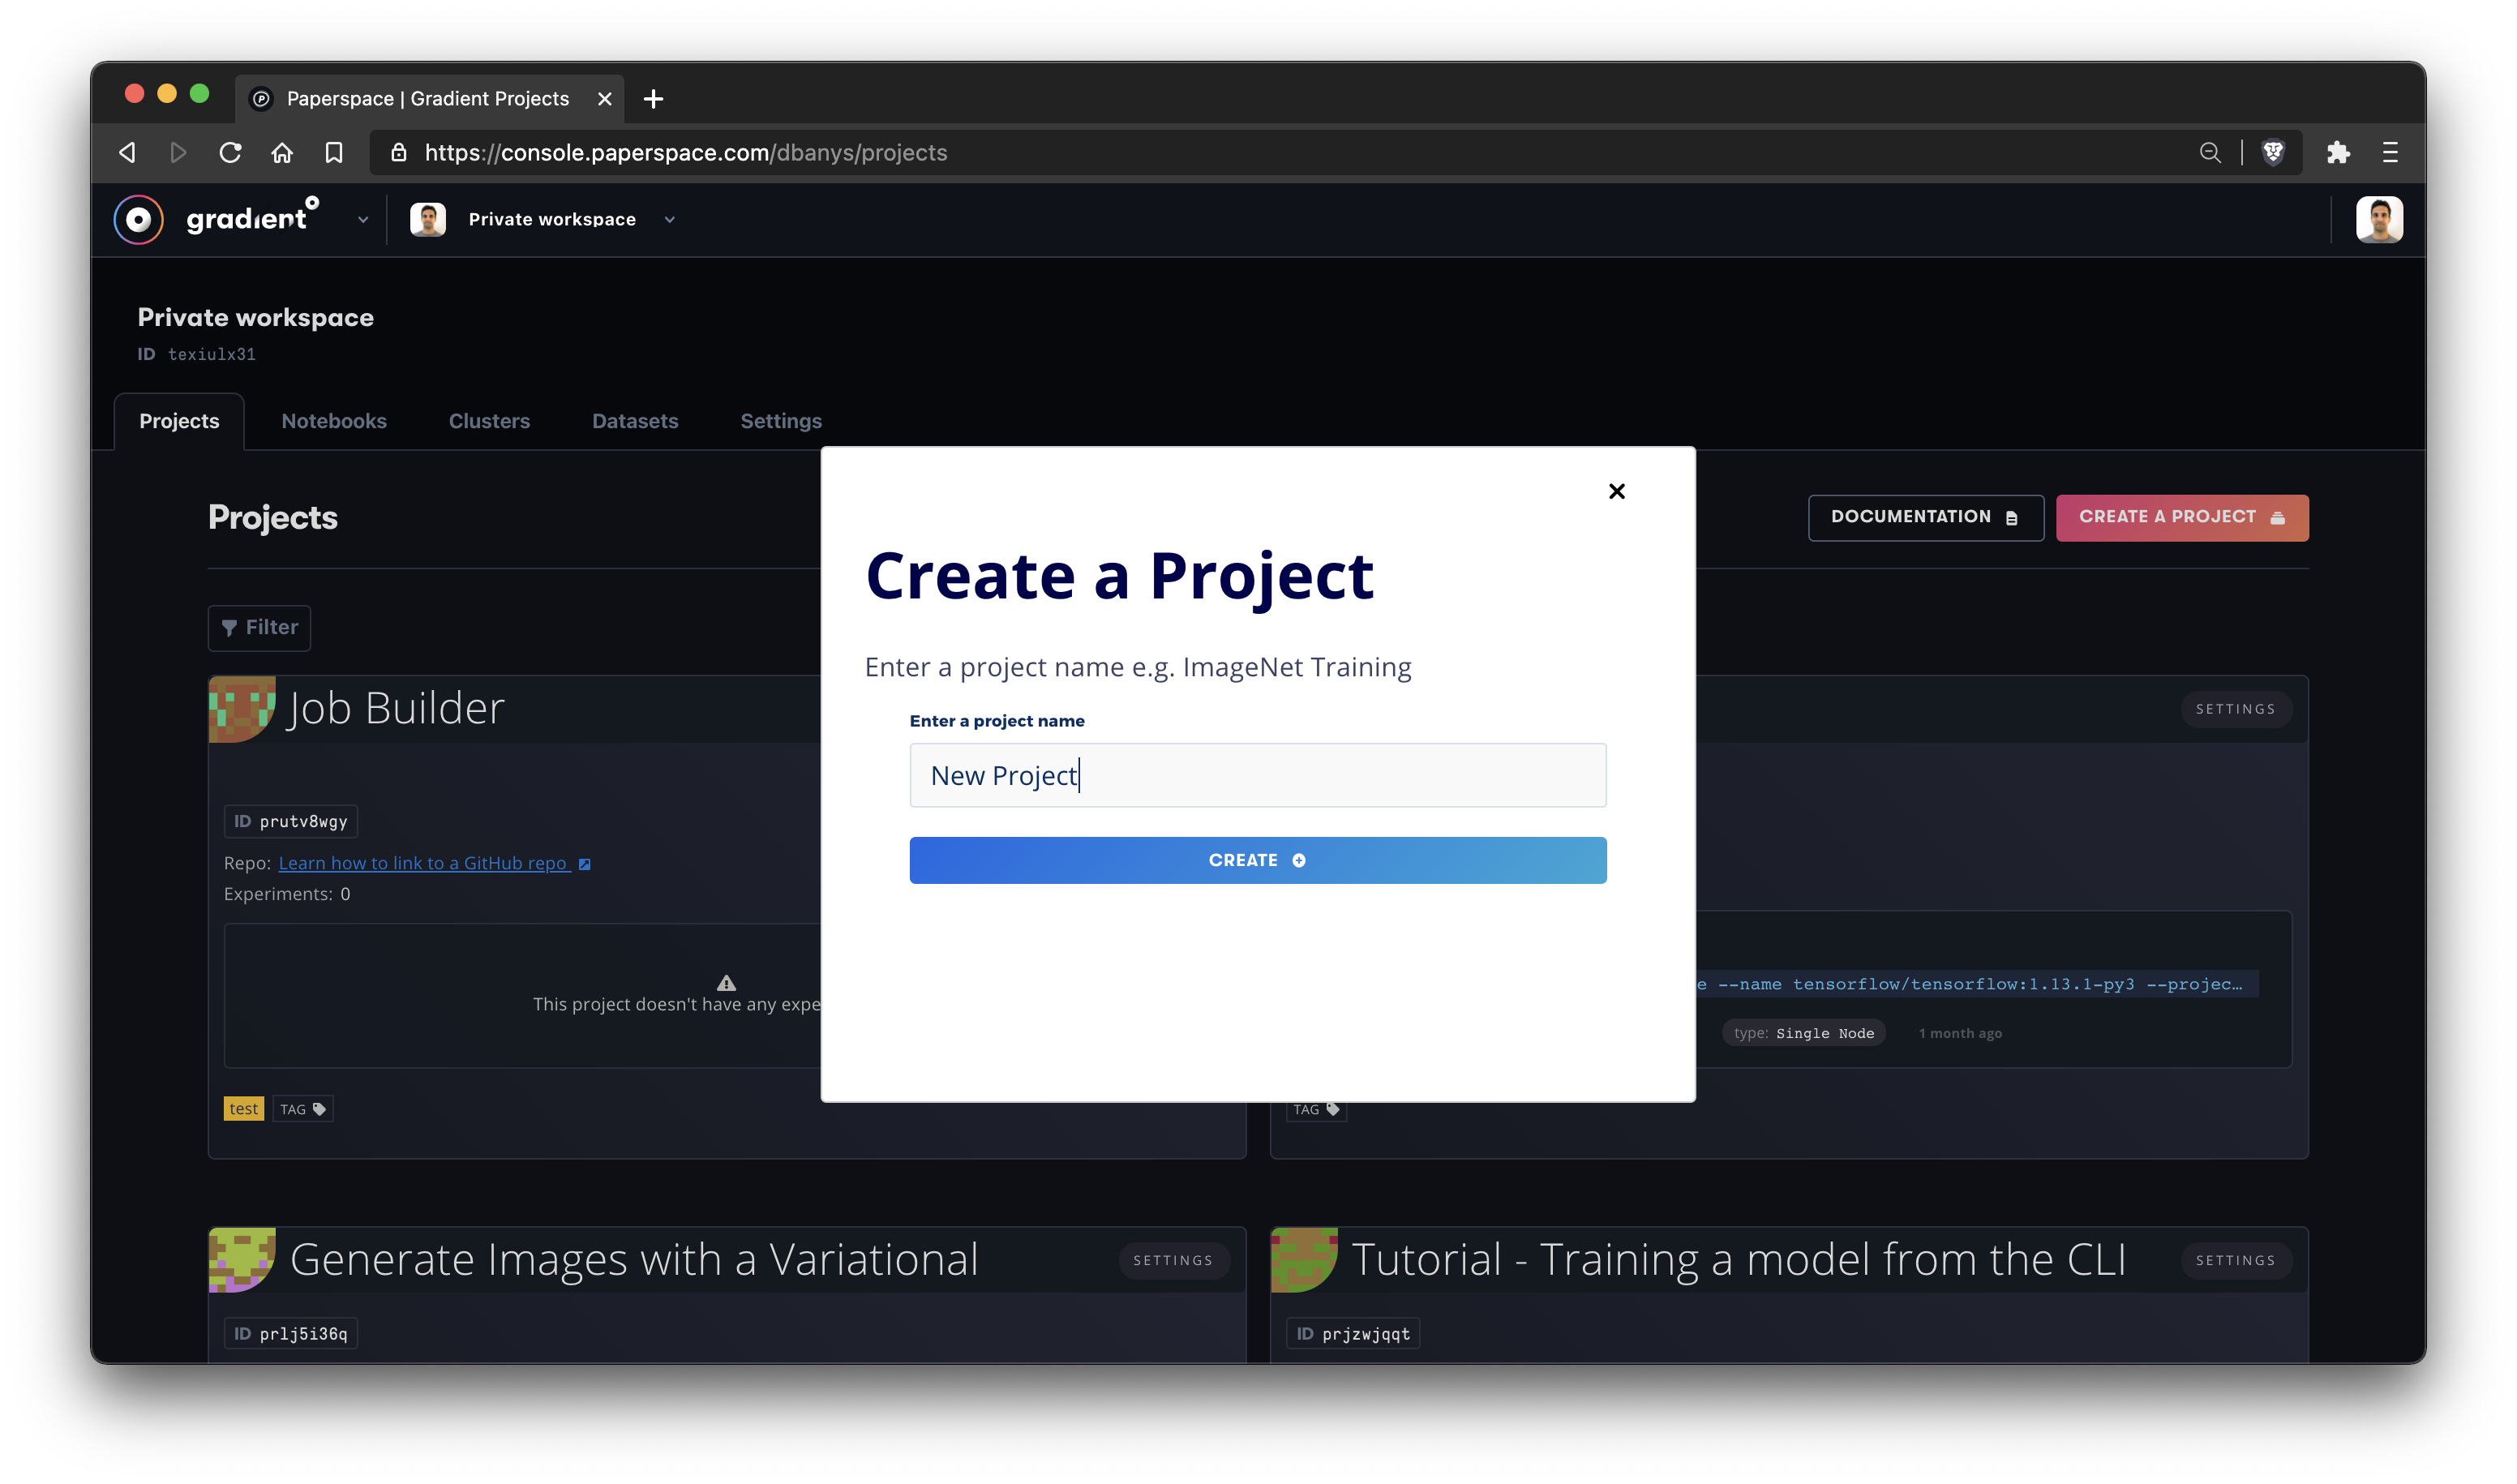 Paperspace | Gradient Projects
https://console.paperspace.com/dbanys/projects
gradient
Private workspace
Private workspace
ID texiulx31
Projects Notebooks Clusters Datasets Settings
Projects
DOCUMENTATION
CREATE A PROJECT
Filter
Create a Project
Enter a project name e.g. ImageNet Training
Enter a project name
New Project
CREATE
Job Builder
ID prutv8wgy
Repo: Learn how to link to a GitHub repo
Experiments: 0
This project doesn't have any expe
test TAG
SETTINGS
e --name tensorflow/tensorflow:1.13.1-py3 --projec…
type: Single Node 1 month ago
TAG
Generate Images with a Variational
SETTINGS
ID prlj5i36q
Tutorial - Training a model from the CLI
SETTINGS
ID prjzwjqqt